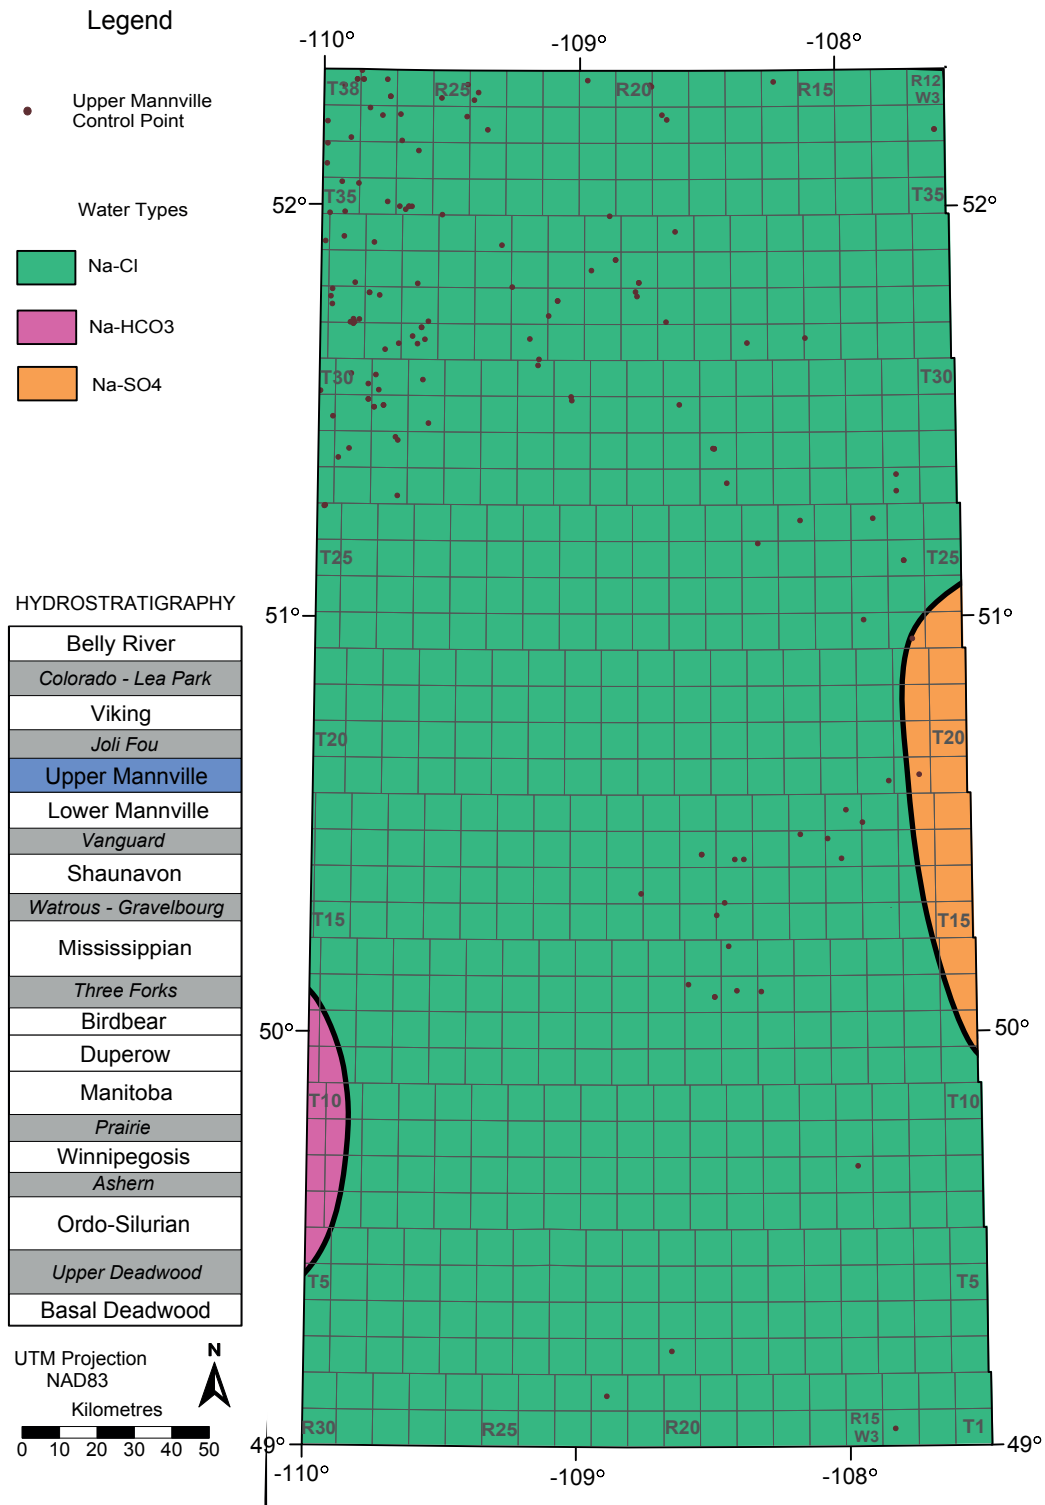 Legend
Upper Mannville
Control Point
Water Types
Na-Cl
Na-HCO3
Na-SO4
HYDROSTRATIGRAPHY
Belly River
Colorado - Lea Park
Viking
Joli Fou
Upper Mannville
Lower Mannville
Vanguard
Shaunavon
Watrous - Gravelbourg
Mississippian
Three Forks
Birdbear
Duperow
Manitoba
Prairie
Winnipegosis
Ashern
Ordo-Silurian
Upper Deadwood
Basal Deadwood
UTM Projection
NAD83
N
Kilometres
0 10 20 30 40 50
-110° -109° -108°
T38 R25 R20 R15 R12
W3
52° T35 T35 52°
T30 T30
T25 T25
51° 51°
T20 T20
T15 T15
50° 50°
T10 T10
T5 T5
R30 R25 R20 R15 T1
W3
49° 49°
-110° -109° -108°